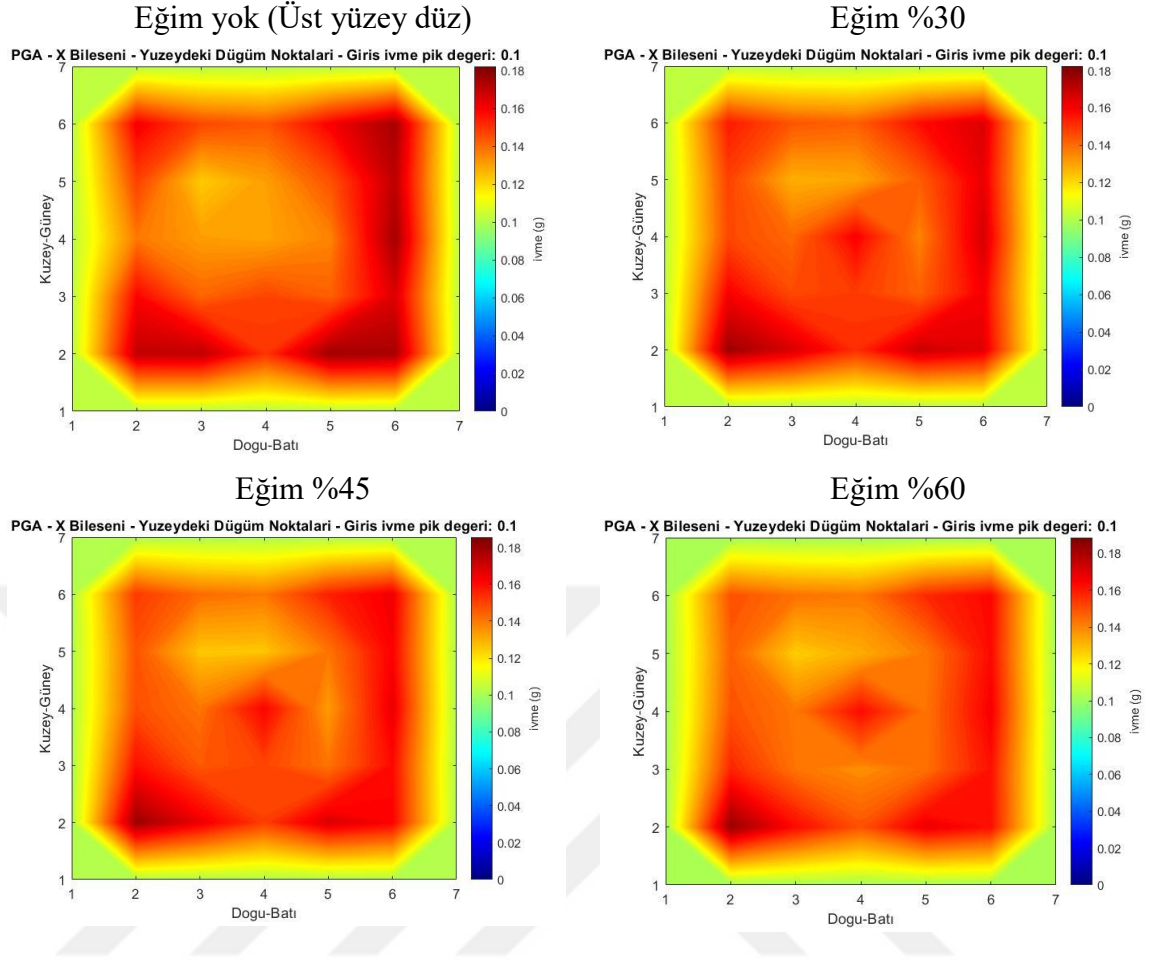 Eğim yok (Üst yüzey düz)
PGA - X Bileseni - Yuzeydeki Dügüm Noktalari - Giris ivme pik degeri: 0.1
7
6
5
4
3
2
1
Kuzey-Güney
1 2 3 4 5 6 7
Dogu-Batı
0.18
0.16
0.14
0.12
0.1
0.08
0.06
0.04
0.02
0
ivme (g)
Eğim %30
PGA - X Bileseni - Yuzeydeki Dügüm Noktalari - Giris ivme pik degeri: 0.1
7
6
5
4
3
2
1
Kuzey-Güney
1 2 3 4 5 6 7
Dogu-Batı
0.18
0.16
0.14
0.12
0.1
0.08
0.06
0.04
0.02
0
ivme (g)
Eğim %45
PGA - X Bileseni - Yuzeydeki Dügüm Noktalari - Giris ivme pik degeri: 0.1
7
6
5
4
3
2
1
Kuzey-Güney
1 2 3 4 5 6 7
Dogu-Batı
0.18
0.16
0.14
0.12
0.1
0.08
0.06
0.04
0.02
0
ivme (g)
Eğim %60
PGA - X Bileseni - Yuzeydeki Dügüm Noktalari - Giris ivme pik degeri: 0.1
7
6
5
4
3
2
1
Kuzey-Güney
1 2 3 4 5 6 7
Dogu-Batı
0.18
0.16
0.14
0.12
0.1
0.08
0.06
0.04
0.02
0
ivme (g)